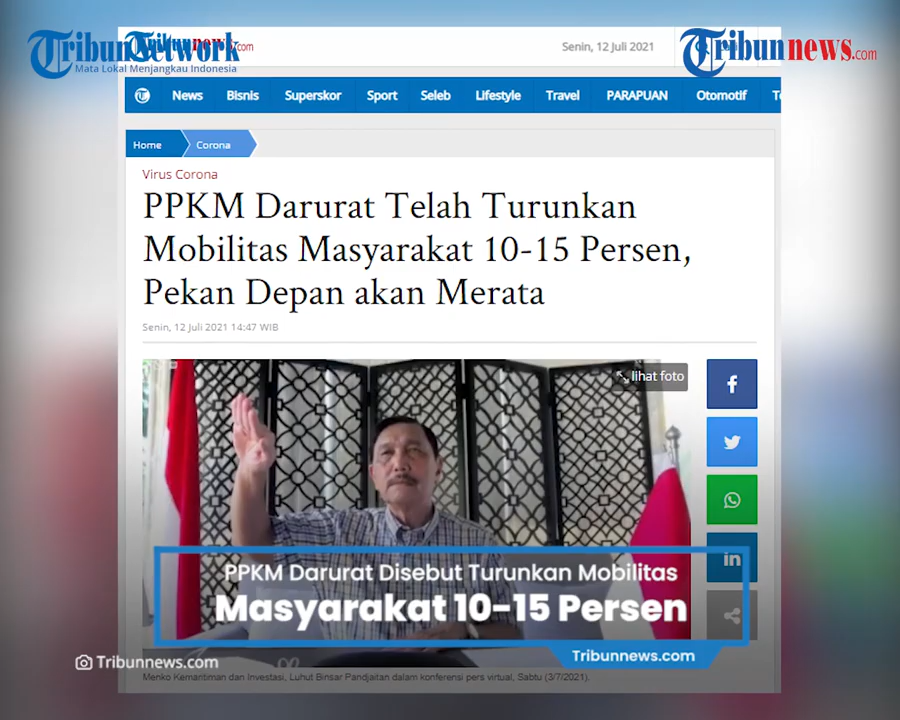 TribunNetwork
Mata Lokal Menjangkau Indonesia
news.com
Senin, 12 Juli 2021
Tribunnews.com
News Bisnis Superskor Sport Seleb Lifestyle Travel PARAPUAN Otomotif
Home Corona
Virus Corona
PPKM Darurat Telah Turunkan
Mobilitas Masyarakat 10-15 Persen,
Pekan Depan akan Merata
Senin, 12 Juli 2021 14:47 WIB
lihat foto
PPKM Darurat Disebut Turunkan Mobilitas
Masyarakat 10-15 Persen
Tribunnews.com
Tribunnews.com
Menko Kemaritiman dan Investasi, Luhut Binsar Pandjaitan dalam konferensi pers virtual, Sabtu (3/7/2021).